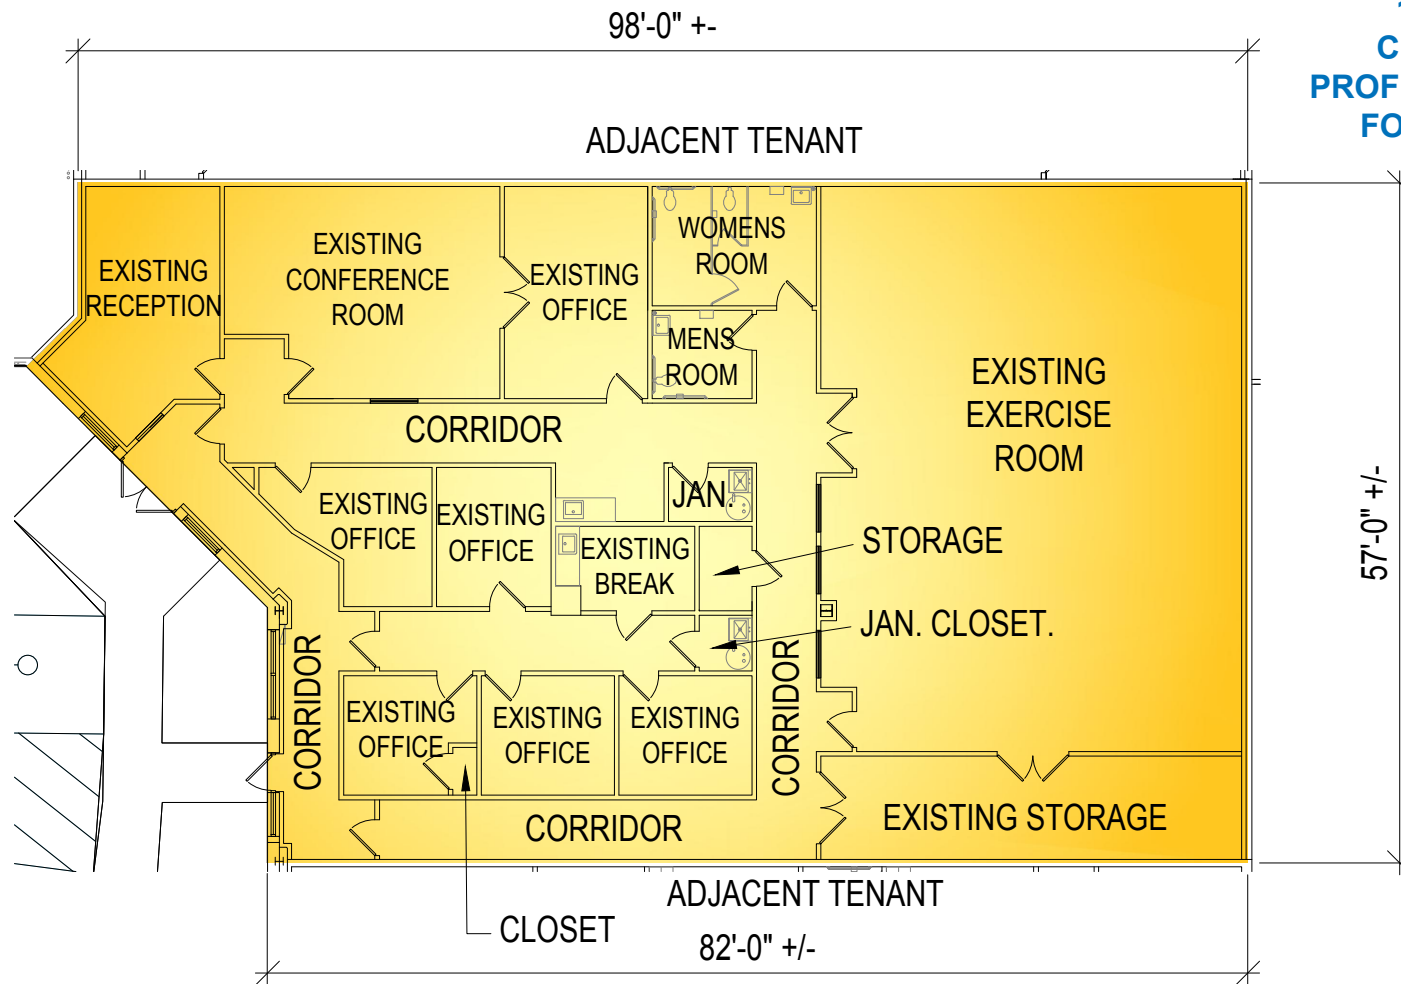 98'-0" +-
C
PROF
FO
ADJACENT TENANT
EXISTING
RECEPTION
EXISTING
CONFERENCE
ROOM
EXISTING
OFFICE
WOMENS
ROOM
MENS
ROOM
EXISTING
EXERCISE
ROOM
CORRIDOR
EXISTING
OFFICE
EXISTING
OFFICE
JAN.
EXISTING
BREAK
STORAGE
57'-0" +/-
JAN. CLOSET.
CORRIDOR
EXISTING
OFFICE
EXISTING
OFFICE
EXISTING
OFFICE
CORRIDOR
CORRIDOR
EXISTING STORAGE
ADJACENT TENANT
CLOSET
82'-0" +/-